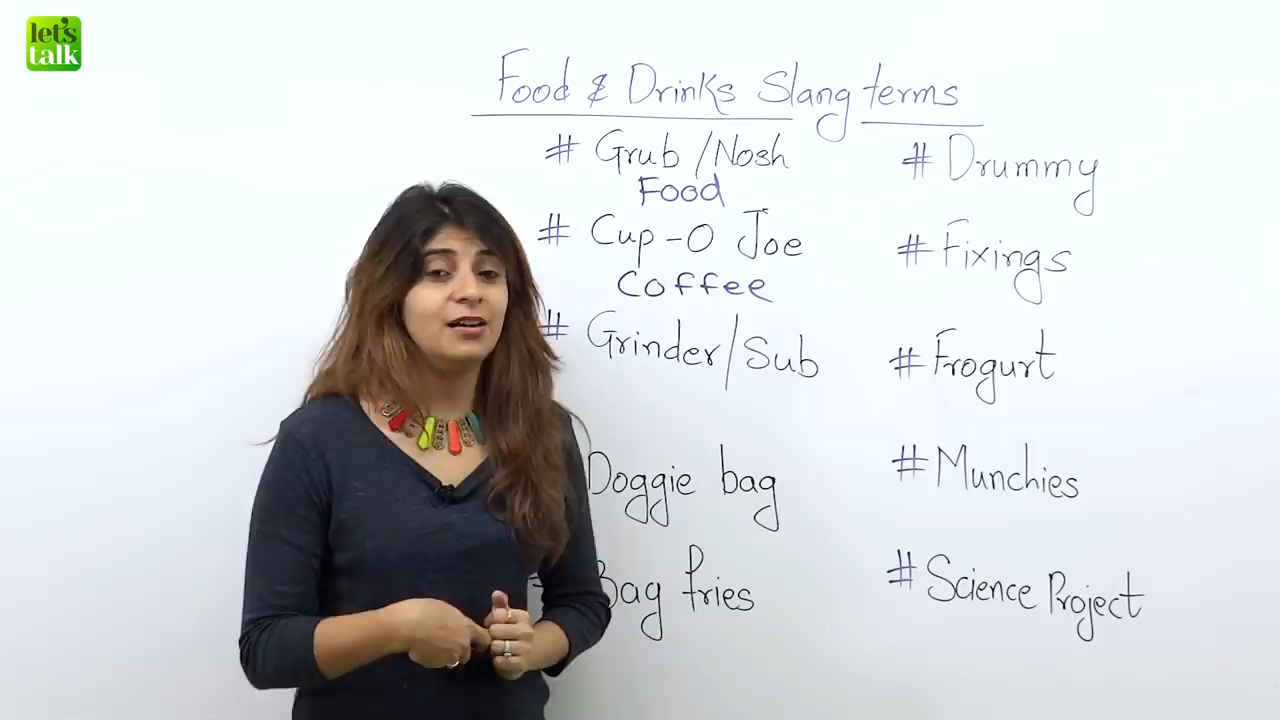 let's
talk
Food & Drinks Slang terms
# Grub / Nosh
Food
# Cup-O Joe
Coffee
# Grinder/Sub
Doggie bag
Bag fries
# Drummy
# Fixings
# Frogurt
# Munchies
# Science Project